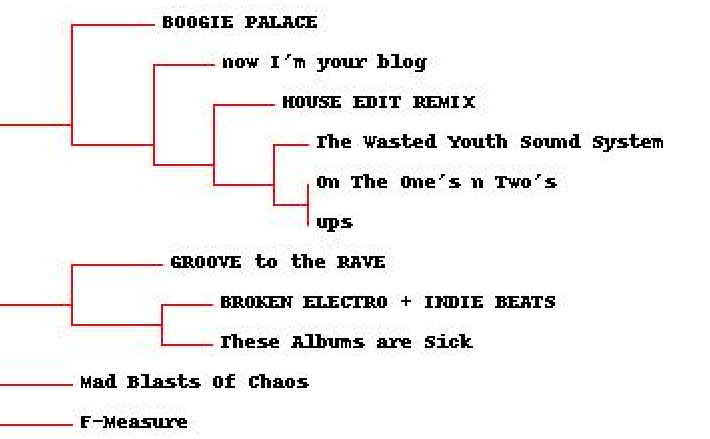 BOOGIE PALACE
now I'm your blog
HOUSE EDIT REMIX
The Wasted Youth Sound System
On The One's n Two's
ups
GROOVE to the RAVE
BROKEN ELECTRO + INDIE BEATS
These Albums are Sick
Mad Blasts Of Chaos
F-Measure